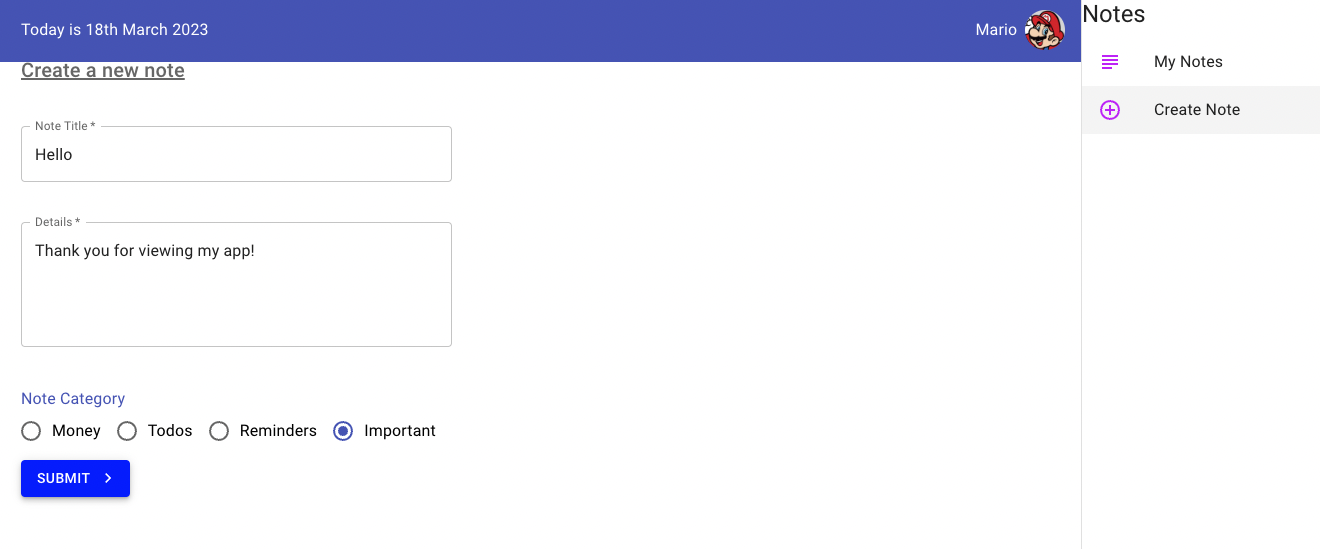 Today is 18th March 2023
Mario
Create a new note
Note Title *
Hello
Details *
Thank you for viewing my app!
Note Category
Money
Todos
Reminders
Important
SUBMIT
Notes
My Notes
Create Note